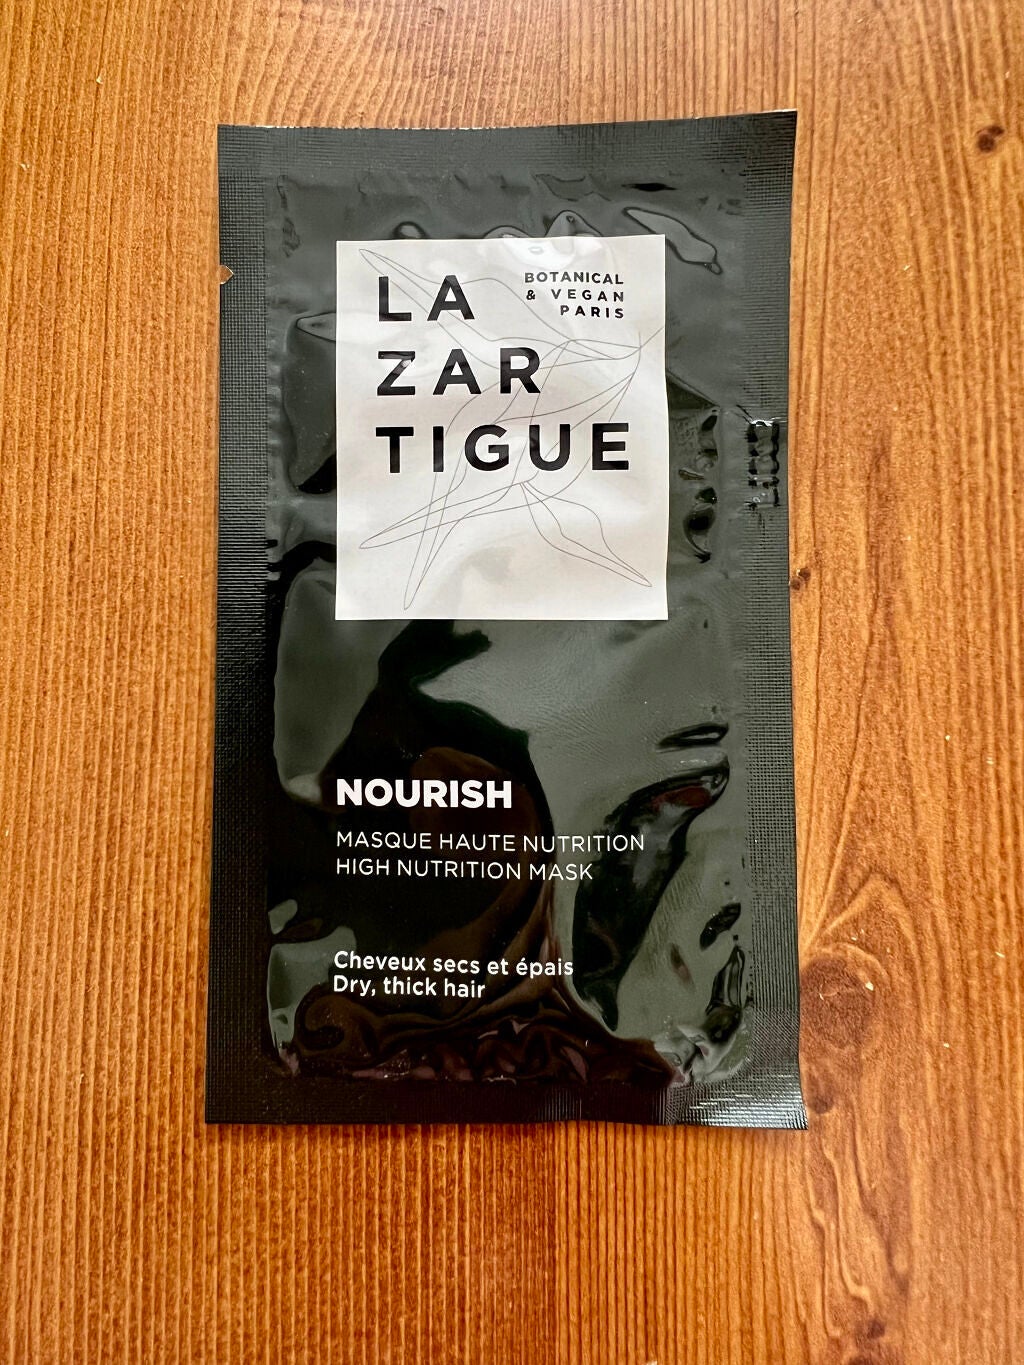 LA
ZAR
TIGUE
BOTANICAL
& VEGAN
PARIS
NOURISH
MASQUE HAUTE NUTRITION
HIGH NUTRITION MASK
Cheveux secs et épais
Dry, thick hair